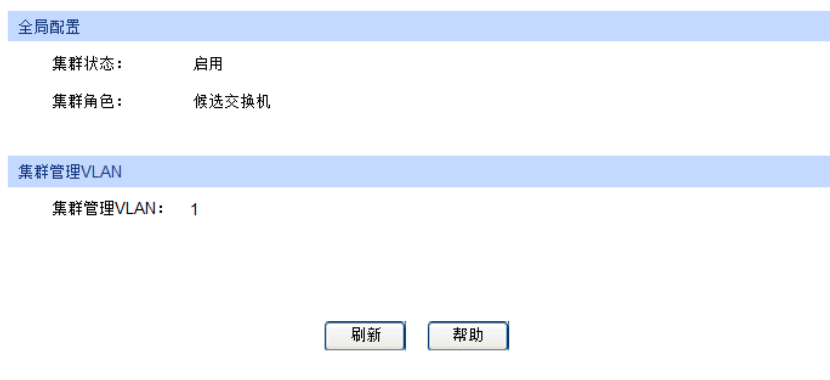 全局配置
集群状态： 启用
集群角色： 候选交换机
集群管理VLAN
集群管理VLAN： 1
刷新 帮助